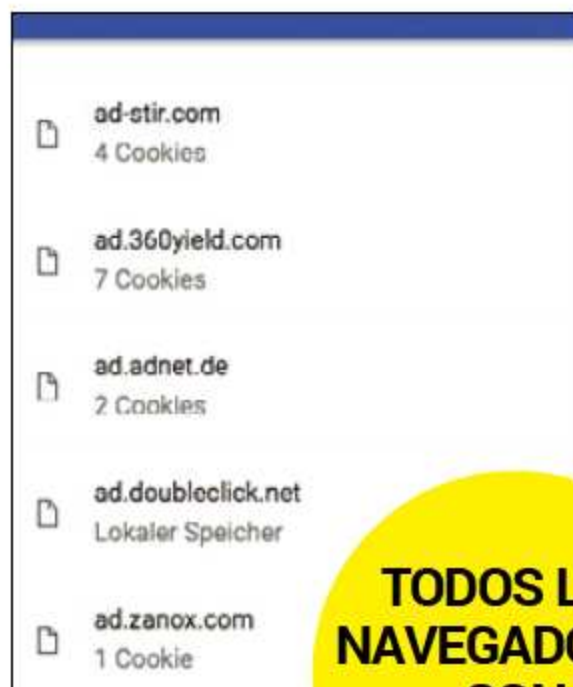 ad-stir.com
4 Cookies
ad.360yield.com
7 Cookies
ad.adnet.de
2 Cookies
ad.doubleclick.net
Lokaler Speicher
ad.zanox.com
1 Cookie
TODOS L
NAVEGADO